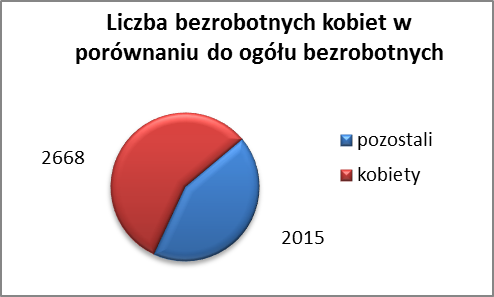 Liczba bezrobotnych kobiet w
porównaniu do ogółu bezrobotnych
2668
pozostali
kobiety
2015